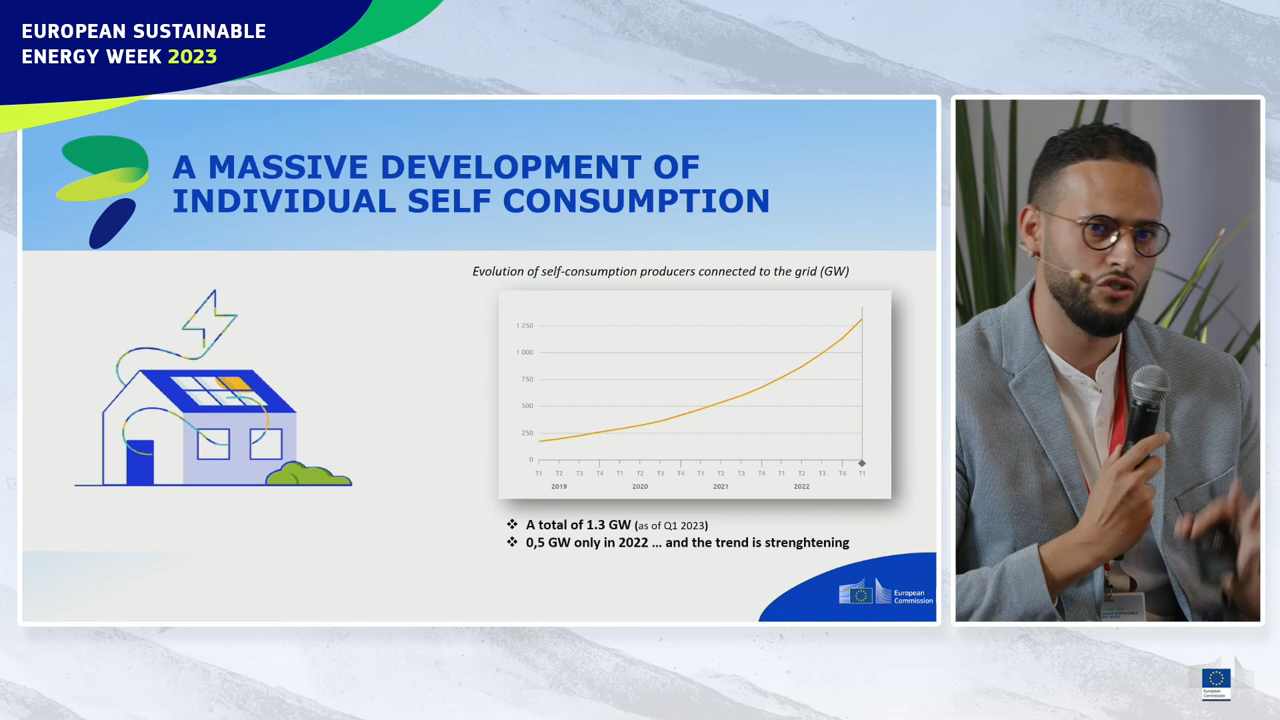 EUROPEAN SUSTAINABLE
ENERGY WEEK 2023
A MASSIVE DEVELOPMENT OF
INDIVIDUAL SELF CONSUMPTION
Evolution of self-consumption producers connected to the grid (GW)
1 250
1 000
750
500
250
0
T1 T2 T3 T4 T1 T2 T3 T4 T1 T2 T3 T4 T1 T2 T3 T4 T1
2019 2020 2021 2022
❖ A total of 1.3 GW (as of Q1 2023)
❖ 0,5 GW only in 2022 ... and the trend is strenghtening
European
Commission
European
Commission